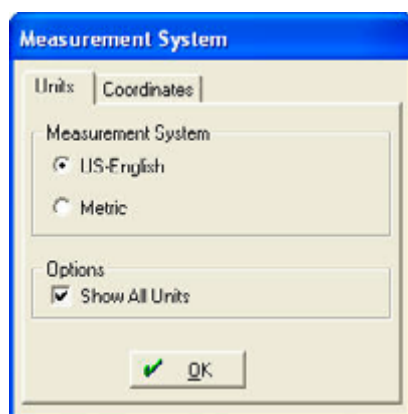 Measurement System
Units Coordinates
Measurement System
US-English
Metric
Options
Show All Units
OK